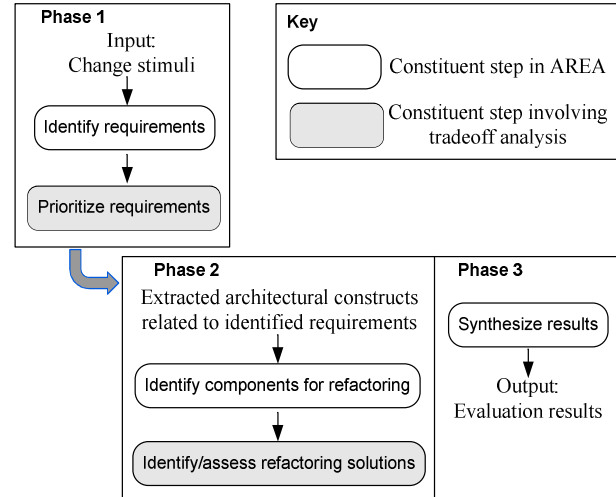 Phase 1
Input:
Change stimuli
Identify requirements
Prioritize requirements
Key
Constituent step in AREA
Constituent step involving
tradeoff analysis
Phase 2
Extracted architectural constructs
related to identified requirements
Identify components for refactoring
Identify/assess refactoring solutions
Phase 3
Synthesize results
Output:
Evaluation results